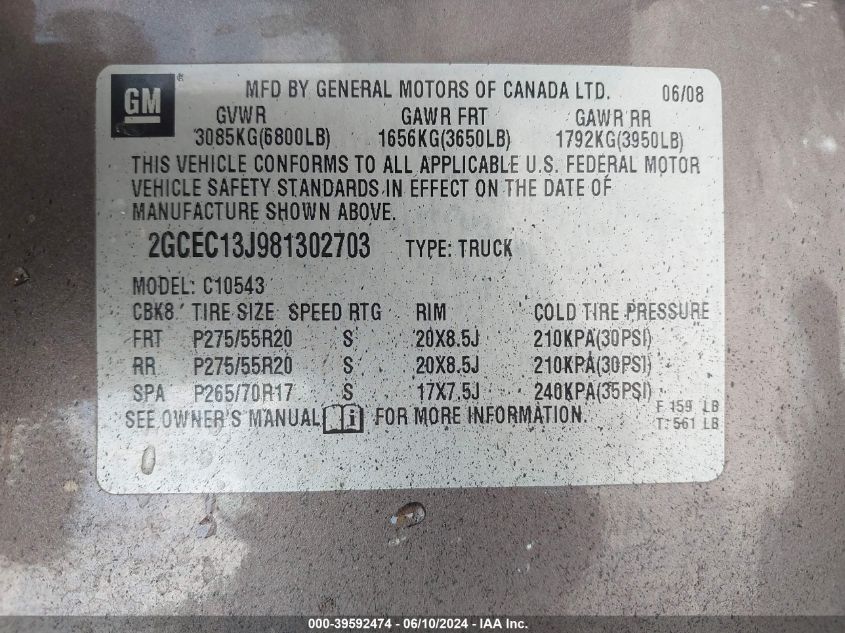 GM ®
MFD BY GENERAL MOTORS OF CANADA LTD. 06/08
GVWR GAWR FRT GAWR RR
3085KG(6800LB) 1656KG(3650LB) 1792KG(3950LB)
THIS VEHICLE CONFORMS TO ALL APPLICABLE U.S. FEDERAL MOTOR
VEHICLE SAFETY STANDARDS IN EFFECT ON THE DATE OF
MANUFACTURE SHOWN ABOVE.
2GCEC13J981302703 TYPE: TRUCK
MODEL: C10543
CBK8 TIRE SIZE SPEED RTG RIM COLD TIRE PRESSURE
FRT P275/55R20 S 20X8.5J 210KPA(30PSI)
RR P275/55R20 S 20X8.5J 210KPA(30PSI)
SPA P265/70R17 S 17X7.5J 240KPA(35PSI)
SEE OWNER'S MANUAL i FOR MORE INFORMATION.
F 159 LB
T: 561 LB
000-39592474 - 06/10/2024 - IAA, Inc.